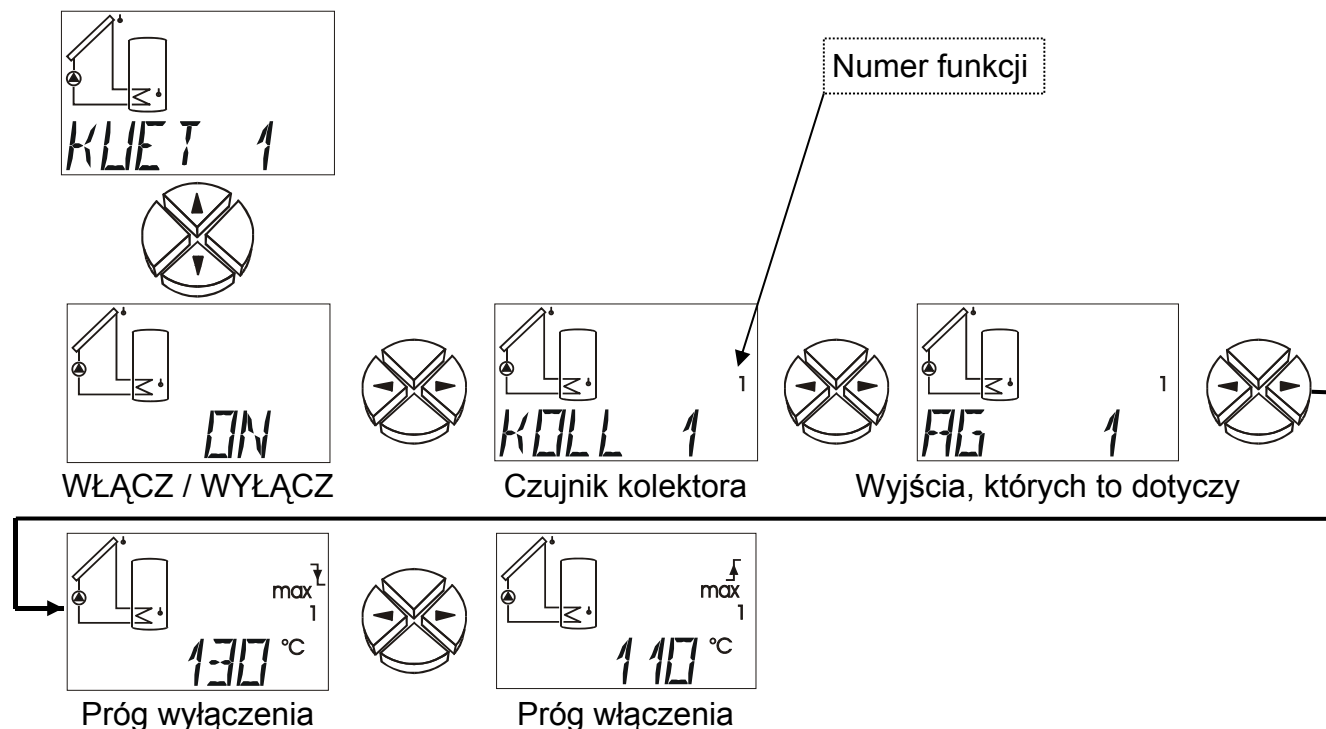 Numer funkcji
KUET 1
ON
WŁĄCZ / WYŁĄCZ
KOLL 1
1
Czujnik kolektora
AG 1
1
Wyjścia, których to dotyczy
max
1
130 °C
Próg wyłączenia
max
1
110 °C
Próg włączenia